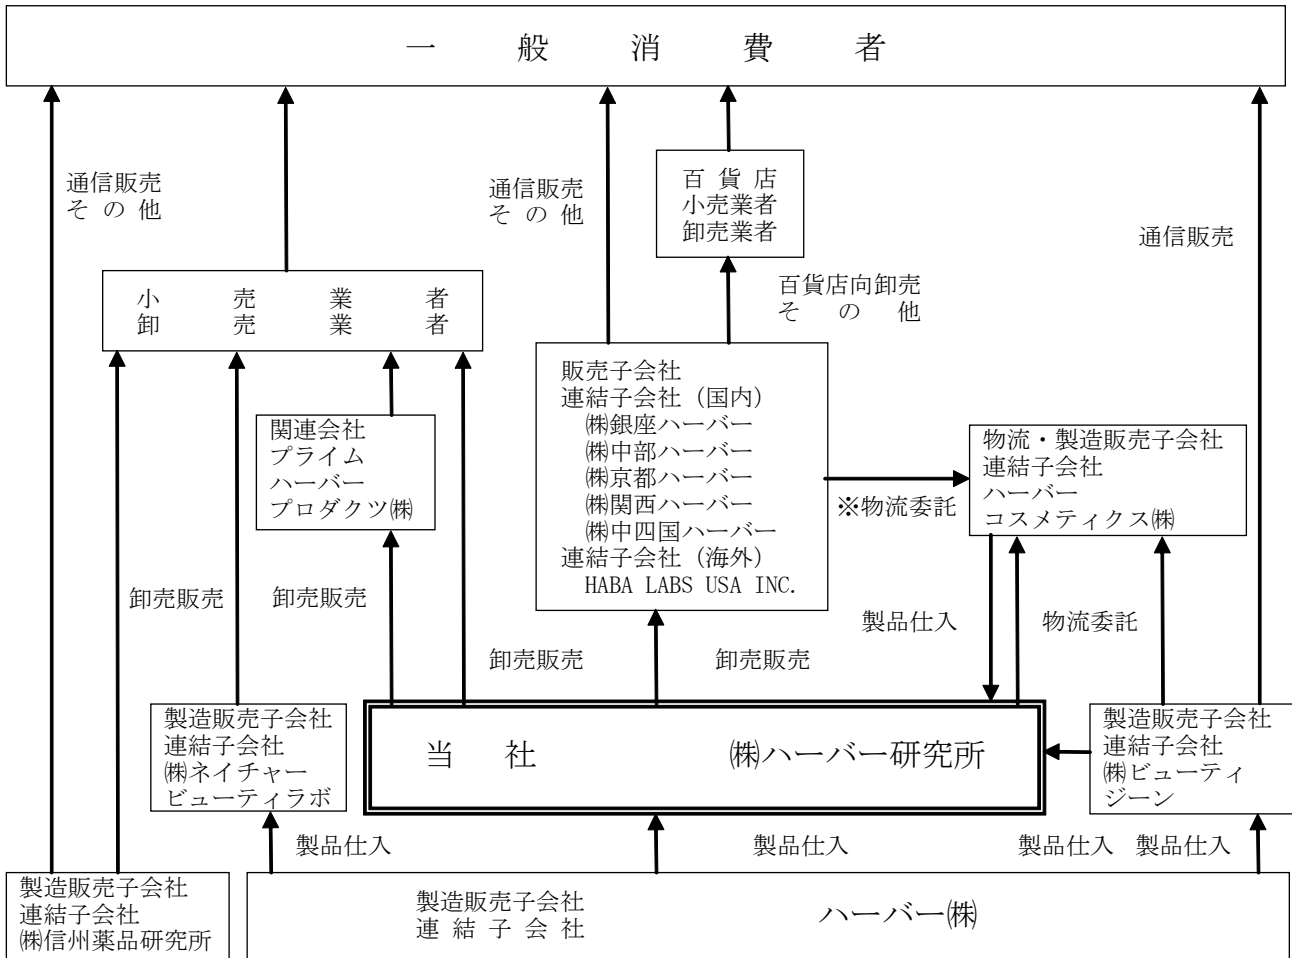 一般消費者
通信販売
その他
通信販売
その他
百貨店
小売業者
卸売業者
通信販売
小売業者
卸売業者
百貨店向卸売
その他
販売子会社
連結子会社（国内）
㈱銀座ハーバー
㈱中部ハーバー
㈱京都ハーバー
㈱関西ハーバー
㈱中四国ハーバー
連結子会社（海外）
HABA LABS USA INC.
関連会社
プライム
ハーバー
プロダクツ㈱
物流・製造販売子会社
連結子会社
ハーバー
コスメティクス㈱
※物流委託
卸売販売
卸売販売
製品仕入
物流委託
卸売販売
卸売販売
製造販売子会社
連結子会社
㈱ネイチャー
ビューティラボ
当社 ㈱ハーバー研究所
製造販売子会社
連結子会社
㈱ビューティ
ジーン
製品仕入
製品仕入
製品仕入
製品仕入
製造販売子会社
連結子会社
㈱信州薬品研究所
製造販売子会社
連結子会社
ハーバー㈱